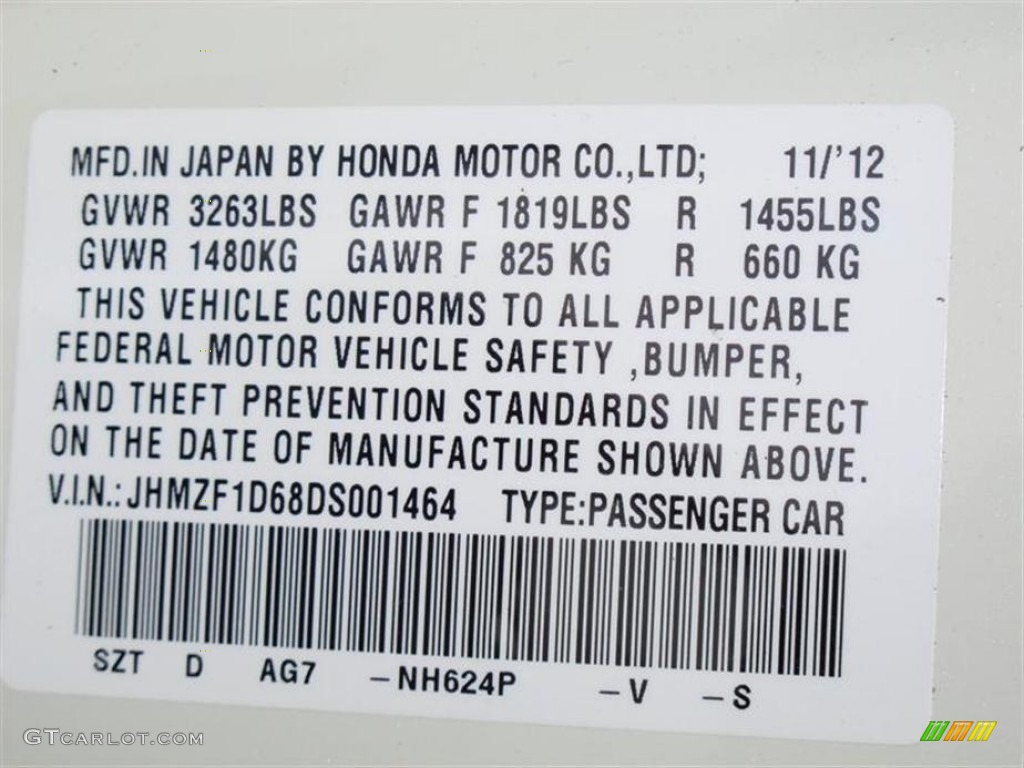 MFD.IN JAPAN BY HONDA MOTOR CO.,LTD; 11/'12
GVWR 3263LBS GAWR F 1819LBS R 1455LBS
GVWR 1480KG GAWR F 825 KG R 660 KG
THIS VEHICLE CONFORMS TO ALL APPLICABLE
FEDERAL MOTOR VEHICLE SAFETY ,BUMPER,
AND THEFT PREVENTION STANDARDS IN EFFECT
ON THE DATE OF MANUFACTURE SHOWN ABOVE.
V.I.N.: JHMZF1D68DS001464 TYPE:PASSENGER CAR
SZT D AG7 -NH624P -V -S
GTCARLOT.COM